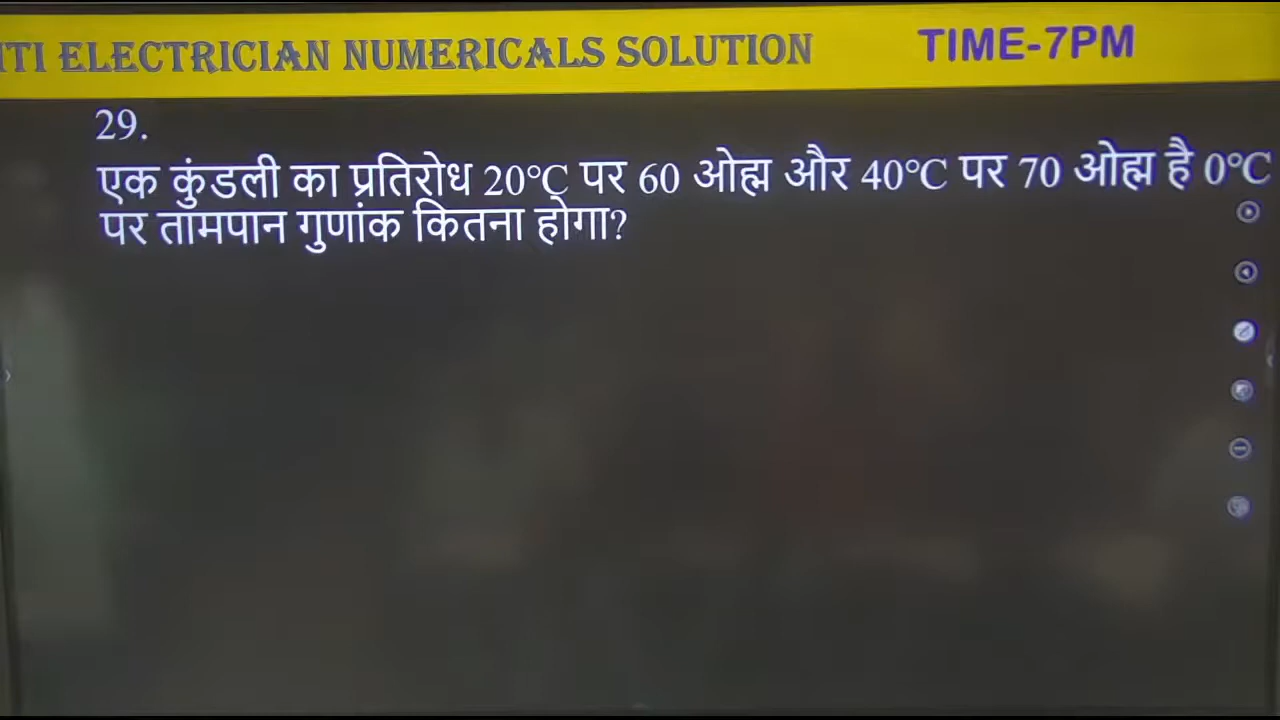 ITI ELECTRICIAN NUMERICALS SOLUTION TIME-7PM
29.
एक कुंडली का प्रतिरोध 20°C पर 60 ओह्म और 40°C पर 70 ओह्म है 0°C
पर तामपान गुणांक कितना होगा?